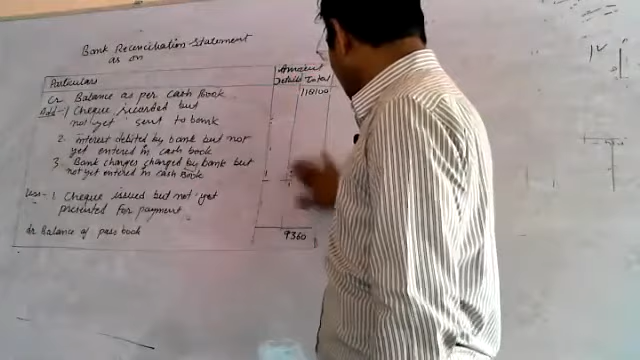 Bank Reconciliation Statement
as on
Particulars
Amount
Details Total
Cr Balance as per Cash Book
118100
Add-1 Cheque recorded but
not yet sent to bank
2. interest debited by bank but not
yet entered in cash book
3. Bank charges charged by bank but
not yet entered in cash Book
Less-1 Cheque issued but not yet
presented for payment
dr Balance of pass book
9360